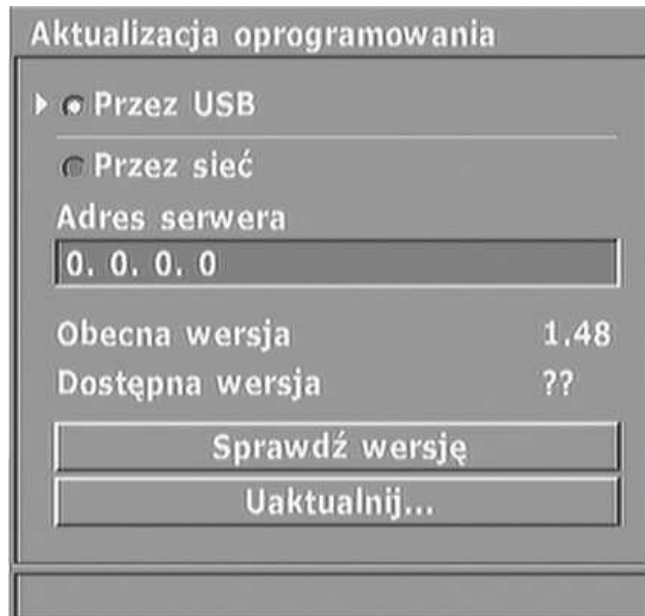 Aktualizacja oprogramowania
Przez USB
Przez sieć
Adres serwera
0. 0. 0. 0
Obecna wersja 1.48
Dostępna wersja ??
Sprawdź wersję
Uaktualnij...